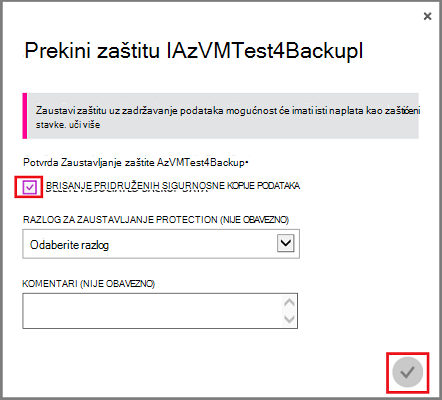 Prekini zaštitu IAzVMTest4BackupI
Zaustavi zaštitu uz zadržavanje podataka mogućnost će imati isti naplata kao zaštićeni
stavke. uči više
Potvrda Zaustavljanje zaštite AzVMTest4Backup•
BRISANJE PRIDRUŽENIH SIGURNOSNE KOPIJE PODATAKA
RAZLOG ZA ZAUSTAVLJANJE PROTECTION (NIJE OBAVEZNO)
Odaberite razlog
KOMENTARI (NIJE OBAVEZNO)